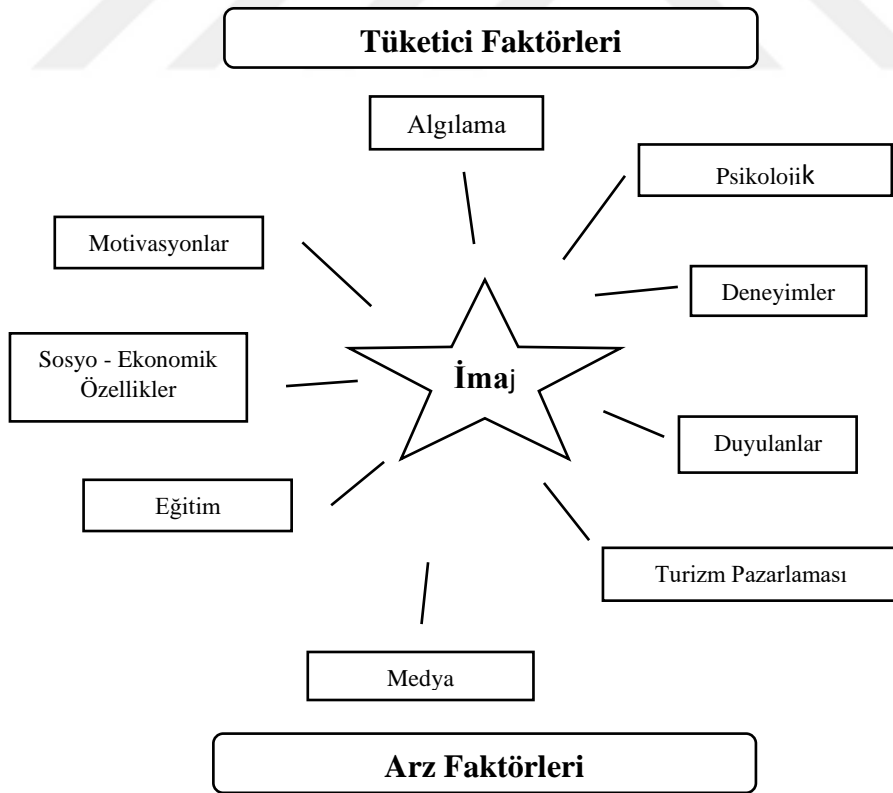 Tüketici Faktörleri
Algılama
Psikolojik
Motivasyonlar
Deneyimler
Sosyo - Ekonomik
Özellikler
İmaj
Duyulanlar
Eğitim
Turizm Pazarlaması
Medya
Arz Faktörleri